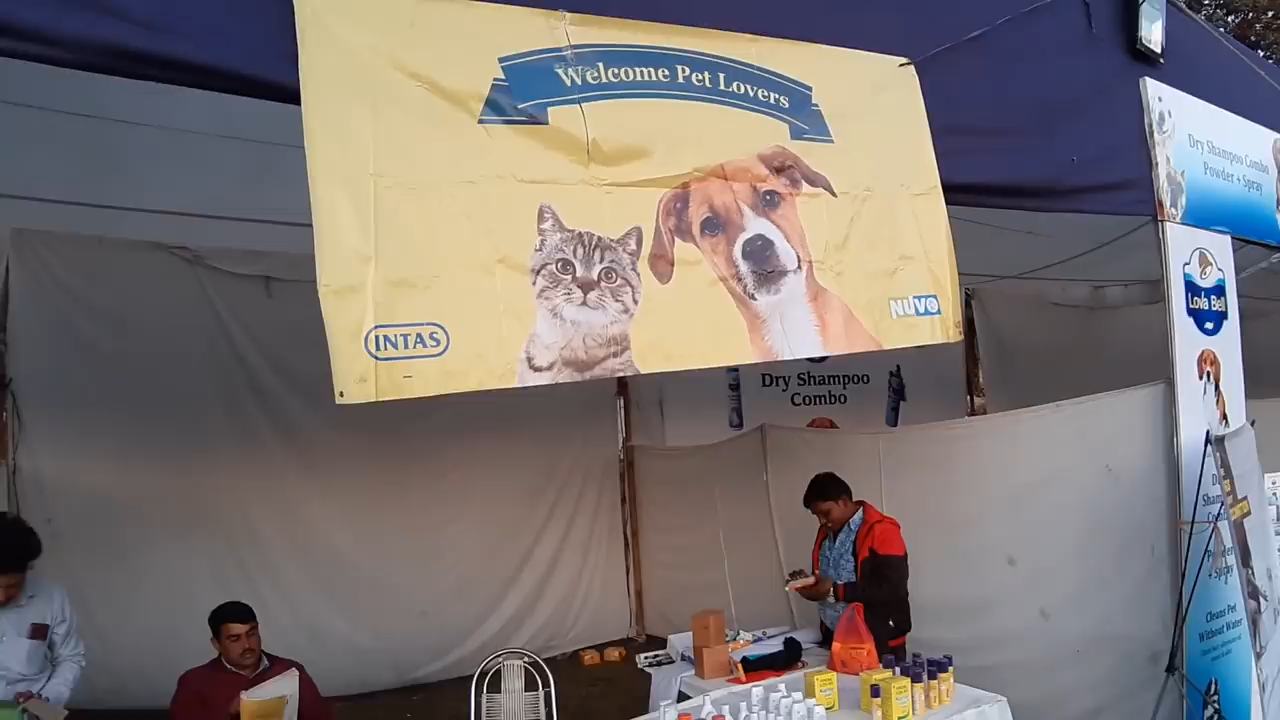 Welcome Pet Lovers
INTAS
NUVO
Dry Shampoo
Combo
Dry Shampoo Combo
Powder + Spray
Lova Bell
Cleans Pet
Without Water